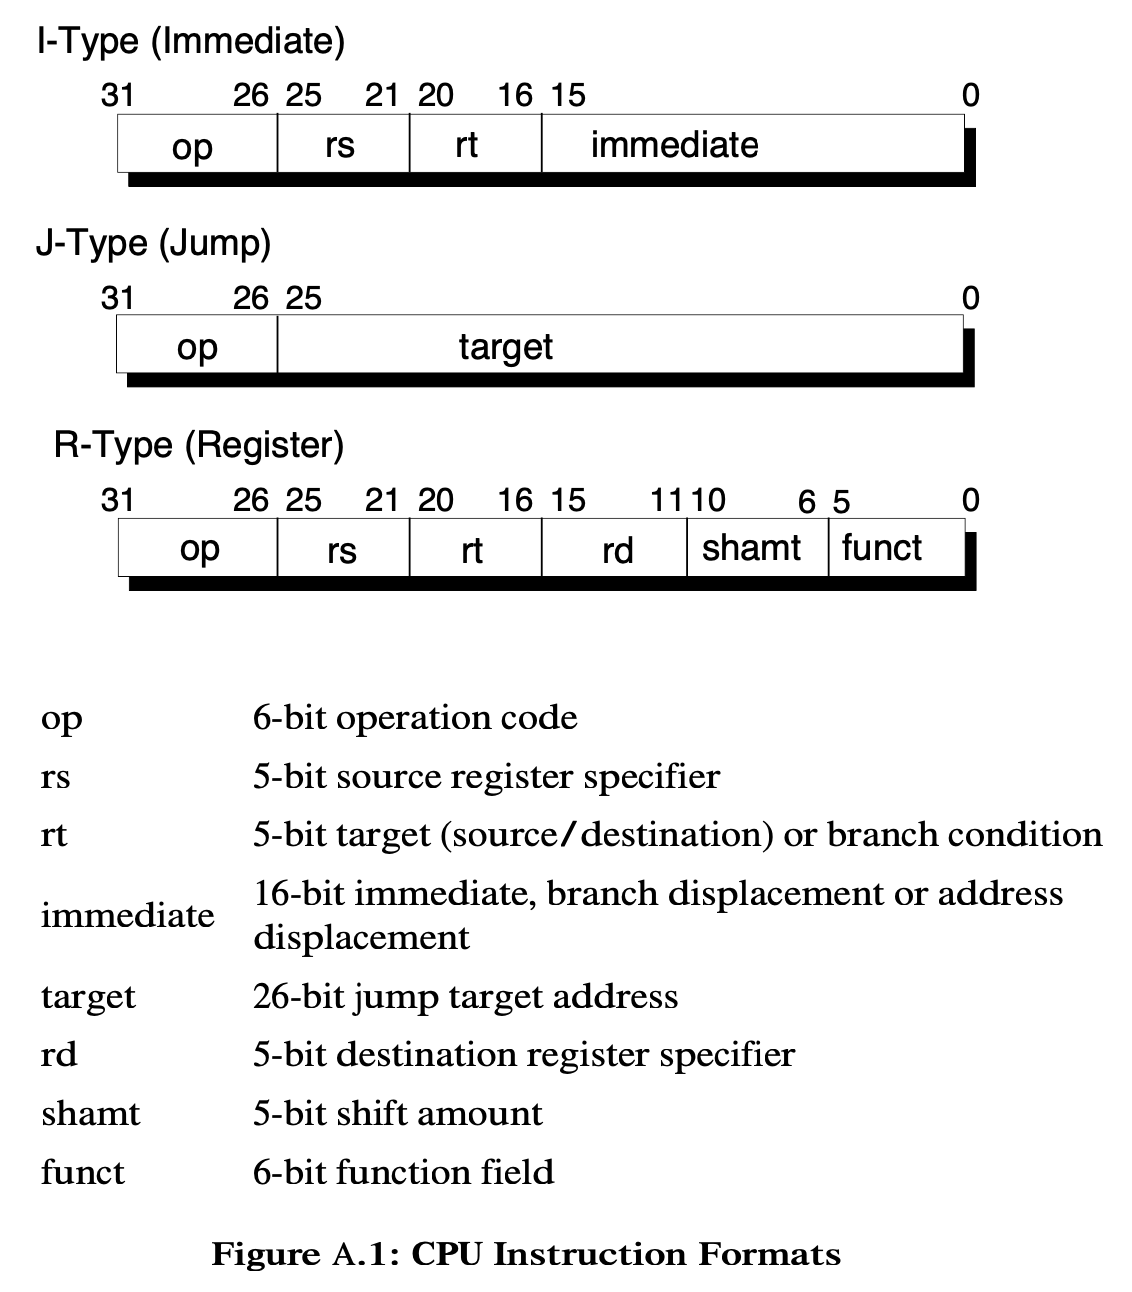 I-Type (Immediate)
31 26 25 21 20 16 15 0
op rs rt immediate
J-Type (Jump)
31 26 25 0
op target
R-Type (Register)
31 26 25 21 20 16 15 11 10 6 5 0
op rs rt rd shamt funct
op 6-bit operation code
rs 5-bit source register specifier
rt 5-bit target (source/destination) or branch condition
immediate 16-bit immediate, branch displacement or address
displacement
target 26-bit jump target address
rd 5-bit destination register specifier
shamt 5-bit shift amount
funct 6-bit function field
Figure A.1: CPU Instruction Formats